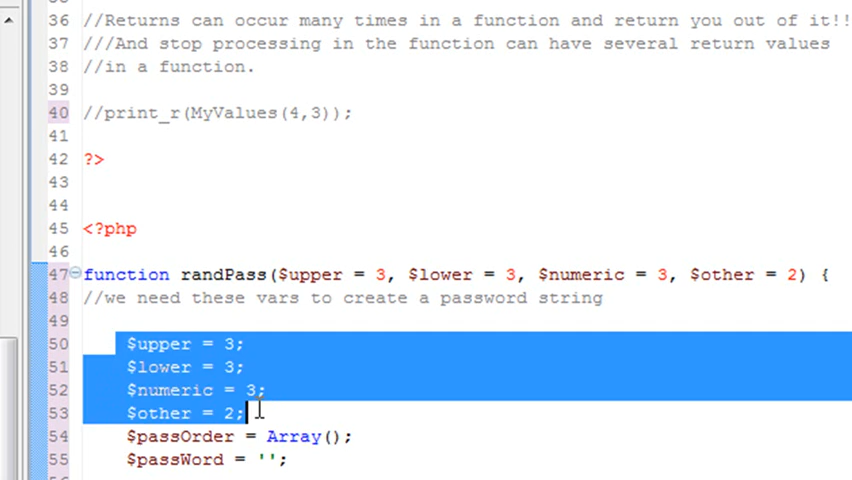 36 //Returns can occur many times in a function and return you out of it!!
37 ///And stop processing in the function can have several return values
38 //in a function.
39
40 //print_r(MyValues(4,3));
41
42 ?>
43
44
45 <?php
46
47 function randPass($upper = 3, $lower = 3, $numeric = 3, $other = 2) {
48 //we need these vars to create a password string
49
50 $upper = 3;
51 $lower = 3;
52 $numeric = 3;
53 $other = 2;
54 $passOrder = Array();
55 $passWord = '';